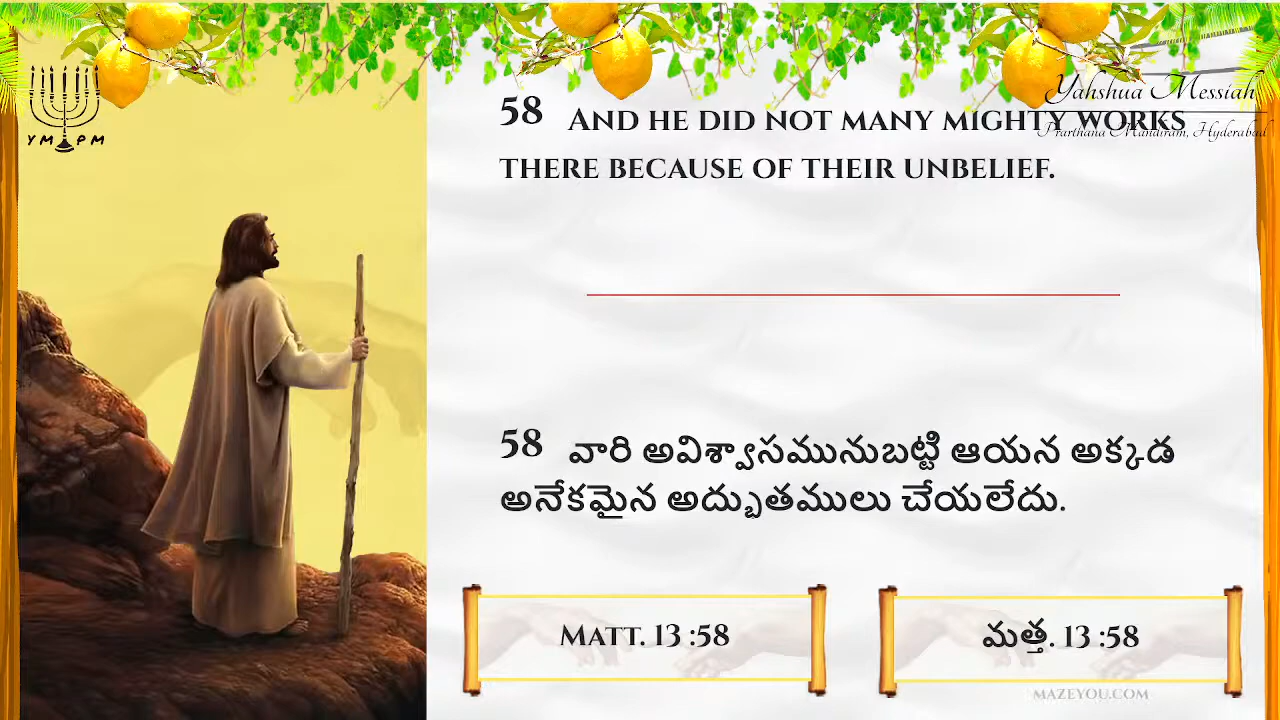 Yahshua Messiah
Prarthana Mandiram, Hyderabad
YM PM
58 AND HE DID NOT MANY MIGHTY WORKS
THERE BECAUSE OF THEIR UNBELIEF.
58 వారి అవిశ్వాసమునుబట్టి ఆయన అక్కడ
అనేకమైన అద్భుతములు చేయలేదు.
MATT. 13 :58
మత్త. 13 :58
MAZEYOU.COM